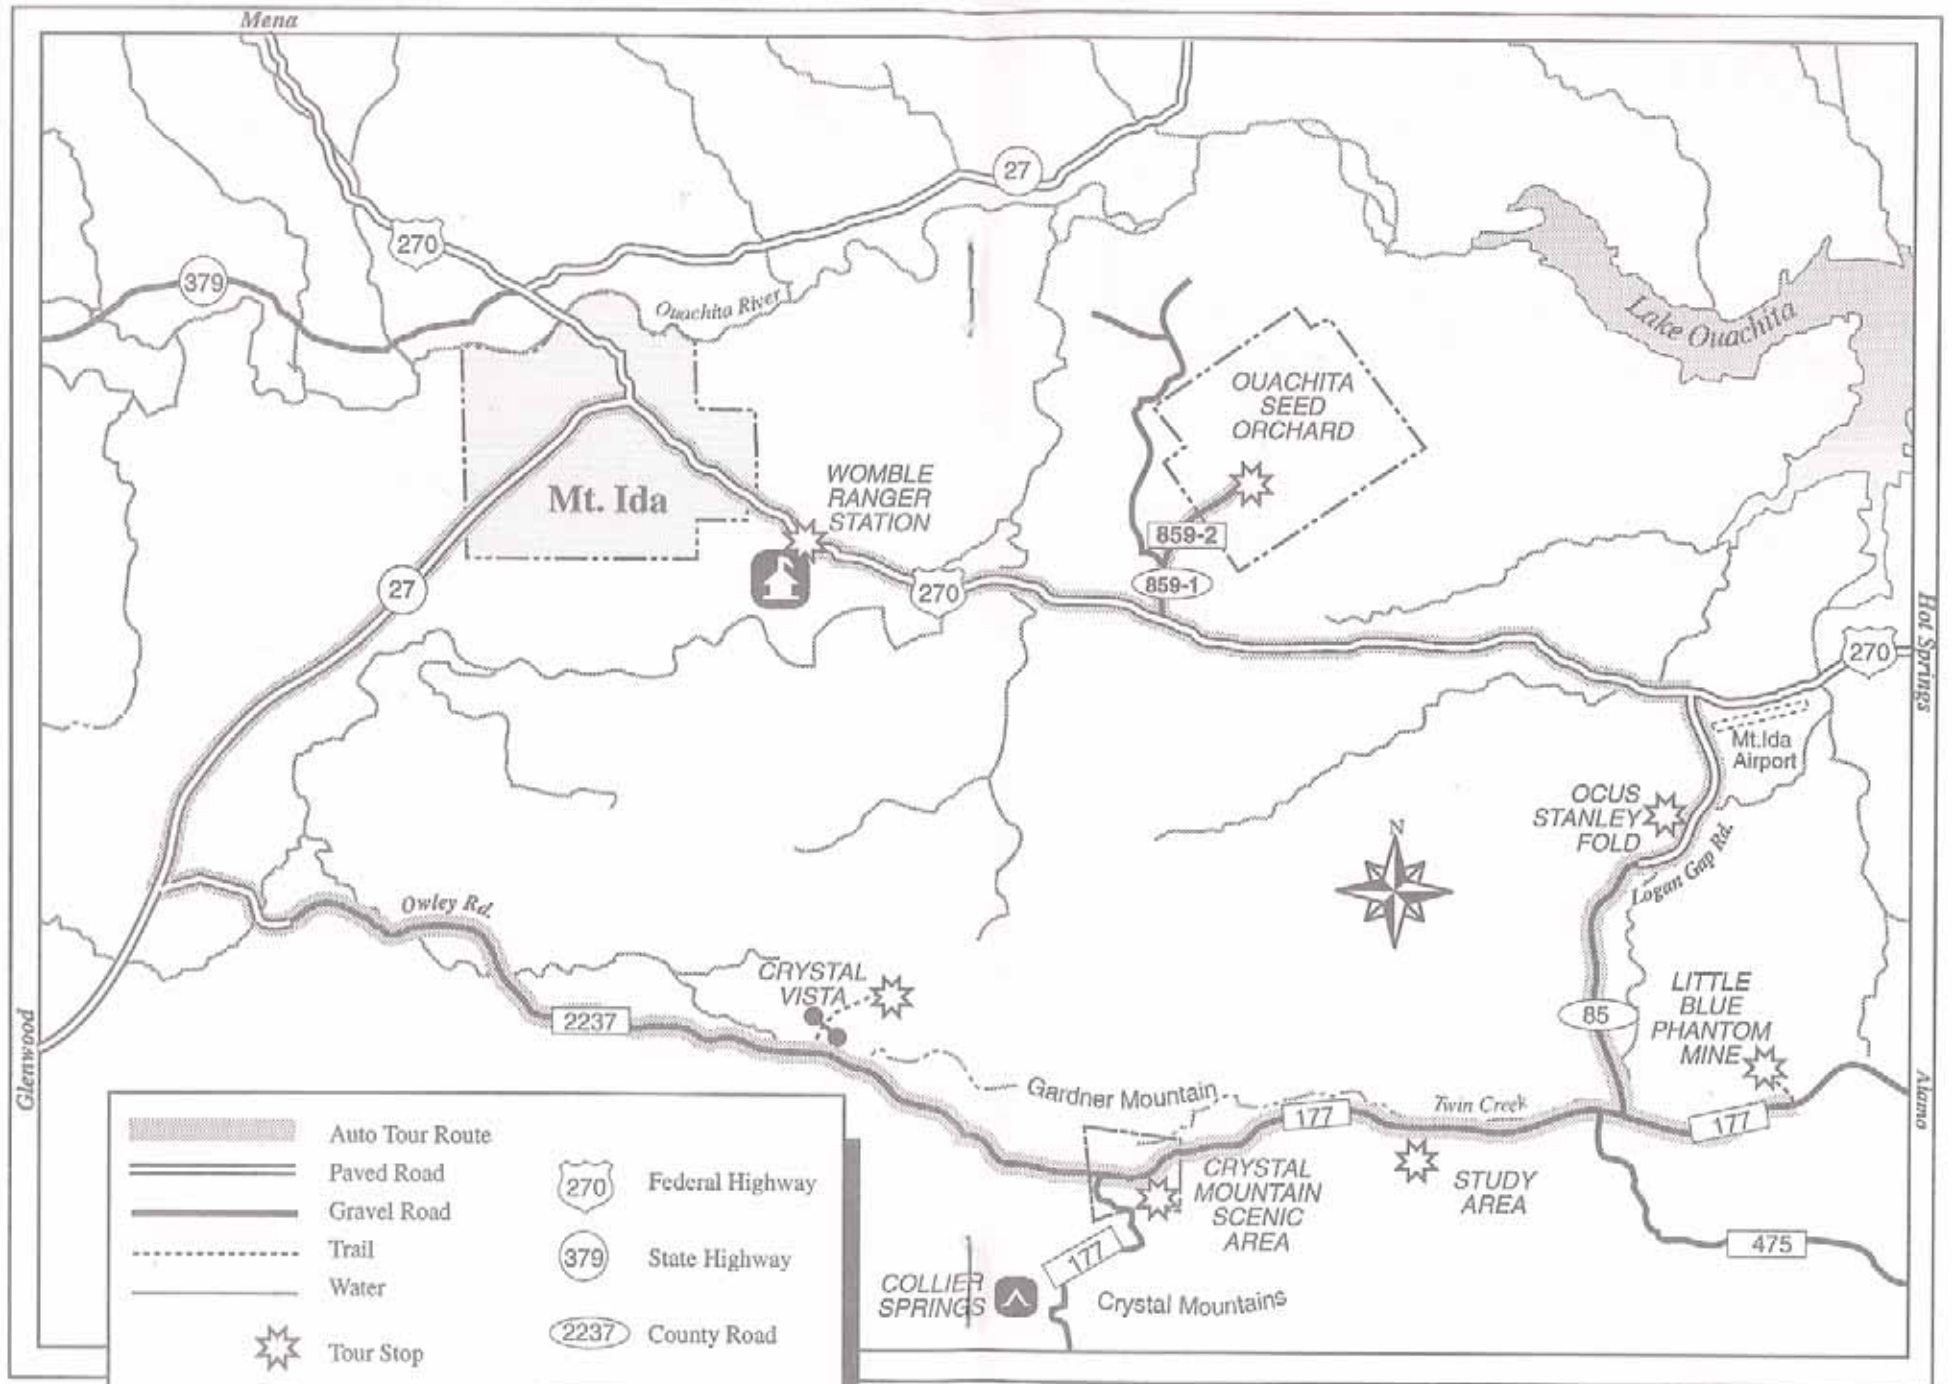 Mena
27
270
379
Ouachita River
Lake Ouachita
OUACHITA
SEED
ORCHARD
WOMBLE
RANGER
STATION
Mt. Ida
859-2
859-1
27
270
Hot Springs
270
Mt.Ida
Airport
OCUS
STANLEY
FOLD
N
Logan Gap Rd.
Owley Rd.
CRYSTAL
VISTA
2237
LITTLE
BLUE
PHANTOM
MINE
85
Glenwood
Alamo
Gardner Mountain
177
Twin Creek
177
CRYSTAL
MOUNTAIN
SCENIC
AREA
STUDY
AREA
177
475
COLLIER
SPRINGS
Crystal Mountains
Auto Tour Route
Paved Road
Gravel Road
Trail
Water
Tour Stop
270 Federal Highway
379 State Highway
2237 County Road